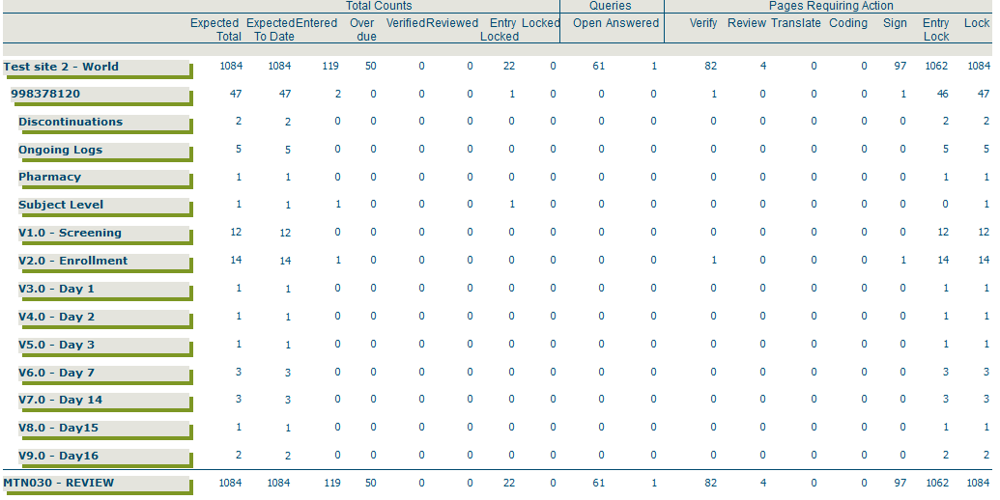 Total Counts Queries Pages Requiring Action
Expected Expected Entered Over Verified Reviewed Entry Locked Open Answered Verify Review Translate Coding Sign Entry Lock
Total To Date due Locked Lock
Test site 2 - World 1084 1084 119 50 0 0 22 0 61 1 82 4 0 0 97 1062 1084
998378120 47 47 2 0 0 0 1 0 0 0 1 0 0 0 1 46 47
Discontinuations 2 2 0 0 0 0 0 0 0 0 0 0 0 0 0 2 2
Ongoing Logs 5 5 0 0 0 0 0 0 0 0 0 0 0 0 0 5 5
Pharmacy 1 1 0 0 0 0 0 0 0 0 0 0 0 0 0 1 1
Subject Level 1 1 1 0 0 0 1 0 0 0 0 0 0 0 0 0 1
V1.0 - Screening 12 12 0 0 0 0 0 0 0 0 0 0 0 0 0 12 12
V2.0 - Enrollment 14 14 1 0 0 0 0 0 0 0 1 0 0 0 1 14 14
V3.0 - Day 1 1 1 0 0 0 0 0 0 0 0 0 0 0 0 0 1 1
V4.0 - Day 2 1 1 0 0 0 0 0 0 0 0 0 0 0 0 0 1 1
V5.0 - Day 3 1 1 0 0 0 0 0 0 0 0 0 0 0 0 0 1 1
V6.0 - Day 7 3 3 0 0 0 0 0 0 0 0 0 0 0 0 0 3 3
V7.0 - Day 14 3 3 0 0 0 0 0 0 0 0 0 0 0 0 0 3 3
V8.0 - Day15 1 1 0 0 0 0 0 0 0 0 0 0 0 0 0 1 1
V9.0 - Day16 2 2 0 0 0 0 0 0 0 0 0 0 0 0 0 2 2
MTN030 - REVIEW 1084 1084 119 50 0 0 22 0 61 1 82 4 0 0 97 1062 1084